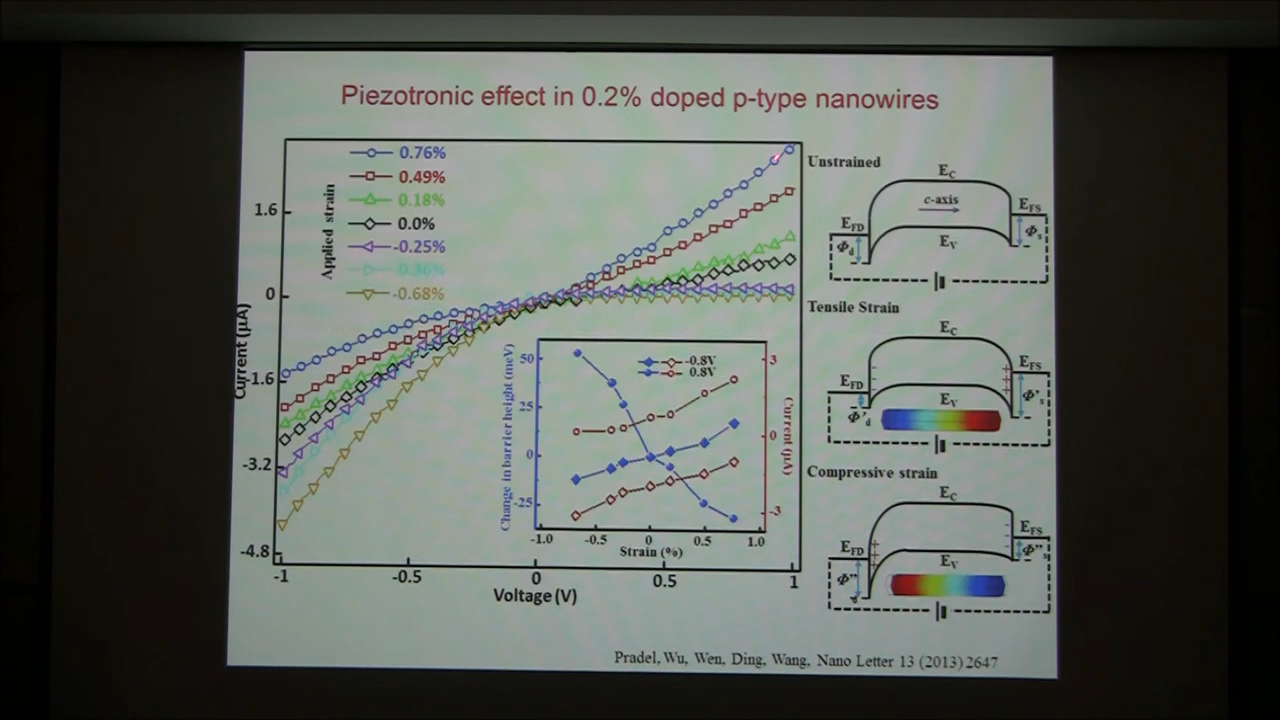 Piezotronic effect in 0.2% doped p-type nanowires
Applied strain
0.76%
0.49%
0.18%
0.0%
-0.25%
-0.36%
-0.68%
Current (μA)
1.6
0
-1.6
-3.2
-4.8
-1
-0.5
0
0.5
1
Voltage (V)
Change in barrier height (meV)
50
25
0
-25
-0.8V
0.8V
3
0
-3
Current (μA)
-1.0
-0.5
0
0.5
1.0
Strain (%)
Unstrained
EC
c-axis
EFS
EFD
Φs
Φd
EV
Tensile Strain
EC
EFS
EFD
Φ's
Φ'd
EV
Compressive strain
EC
EFS
EFD
Φ"s
Φ"d
EV
Pradel, Wu, Wen, Ding, Wang, Nano Letter 13 (2013) 2647